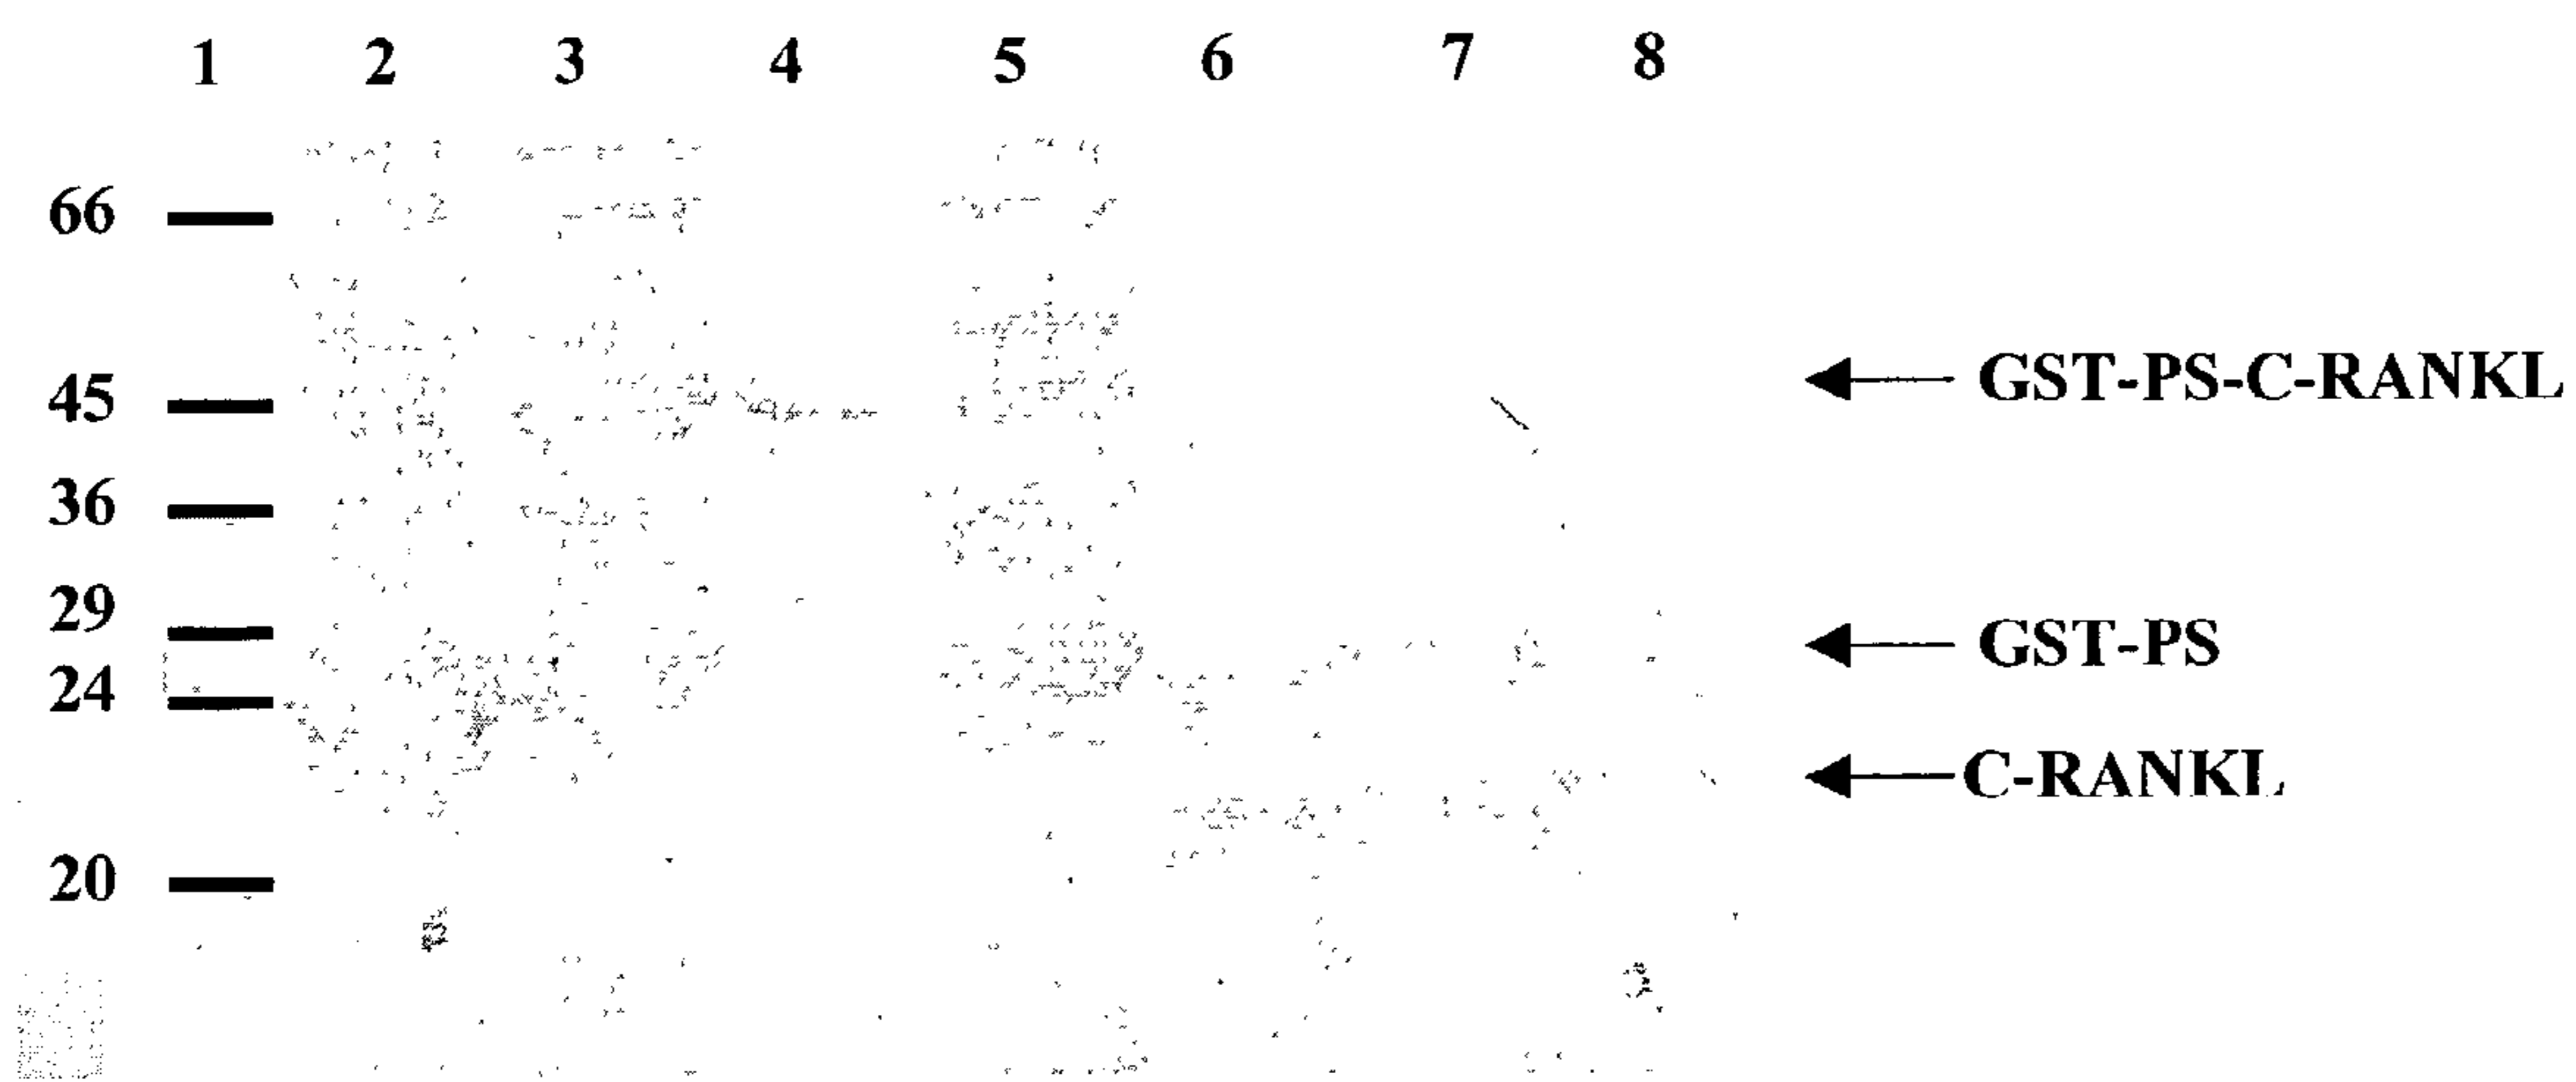 1 2 3 4 5 6 7 8
66
45 GST-PS-C-RANKL
36
29 GST-PS
24
C-RANKL
20